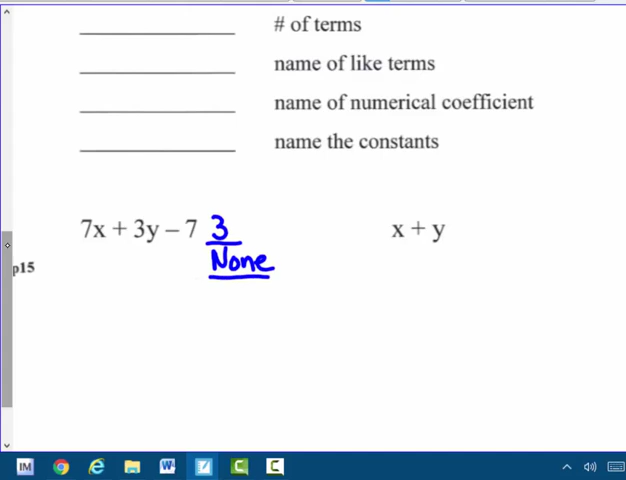 # of terms
name of like terms
name of numerical coefficient
name the constants
7x + 3y – 7 3 x + y
None
p15
IM